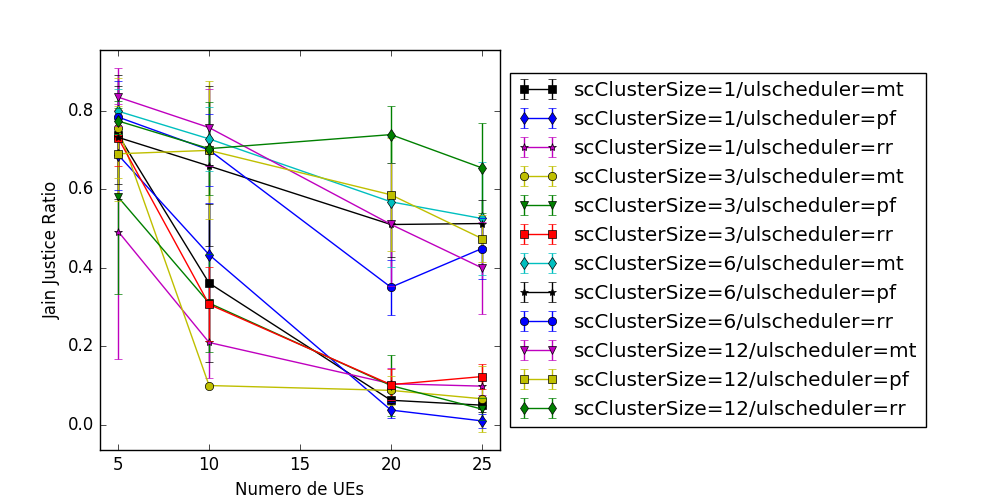 0.8
0.6
0.4
0.2
0.0
Jain Justice Ratio
5
10
15
20
25
Numero de UEs
scClusterSize=1/ulscheduler=mt
scClusterSize=1/ulscheduler=pf
scClusterSize=1/ulscheduler=rr
scClusterSize=3/ulscheduler=mt
scClusterSize=3/ulscheduler=pf
scClusterSize=3/ulscheduler=rr
scClusterSize=6/ulscheduler=mt
scClusterSize=6/ulscheduler=pf
scClusterSize=6/ulscheduler=rr
scClusterSize=12/ulscheduler=mt
scClusterSize=12/ulscheduler=pf
scClusterSize=12/ulscheduler=rr